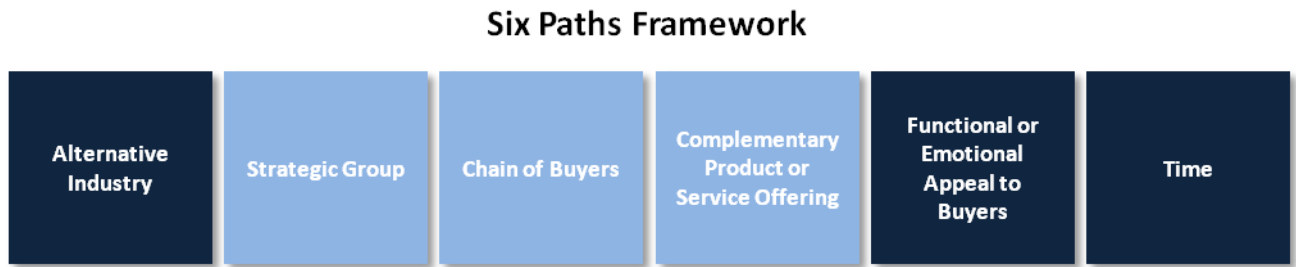 Six Paths Framework
Alternative
Industry
Strategic Group
Chain of Buyers
Complementary
Product or
Service Offering
Functional or
Emotional
Appeal to
Buyers
Time